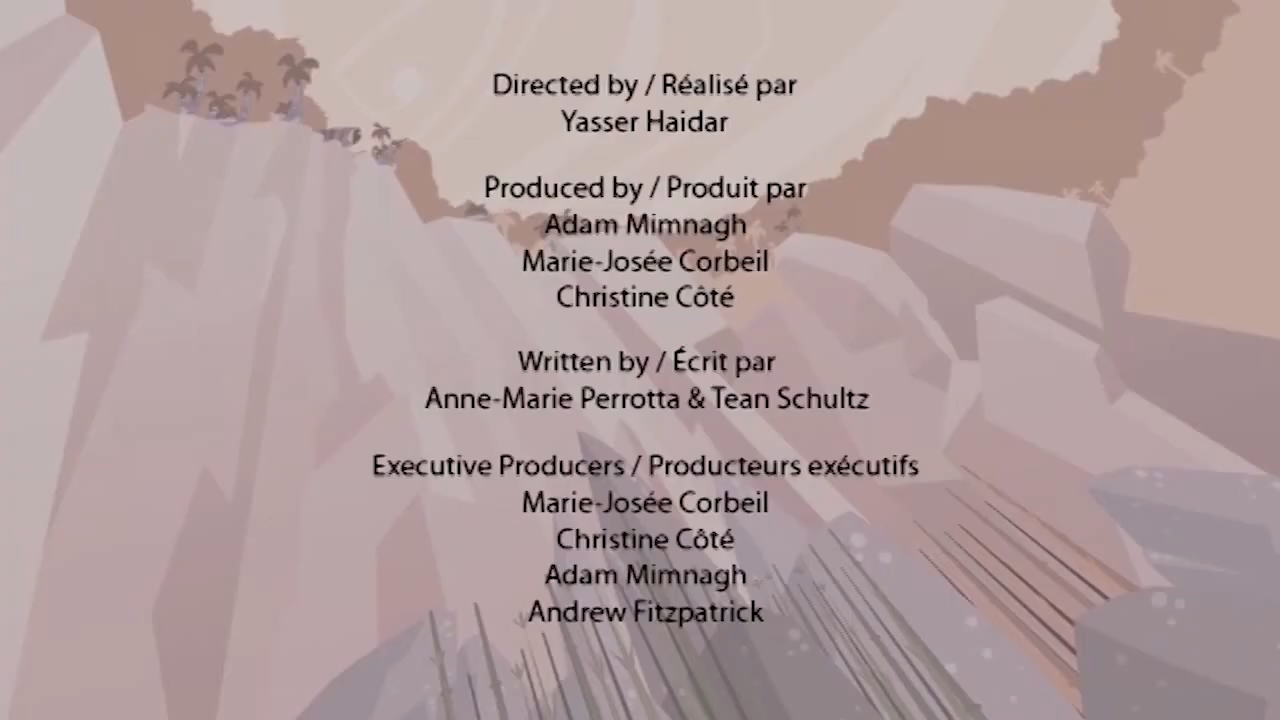 Directed by / Réalisé par
Yasser Haidar
Produced by / Produit par
Adam Mimnagh
Marie-Josée Corbeil
Christine Côté
Written by / Écrit par
Anne-Marie Perrotta & Tean Schultz
Executive Producers / Producteurs exécutifs
Marie-Josée Corbeil
Christine Côté
Adam Mimnagh
Andrew Fitzpatrick